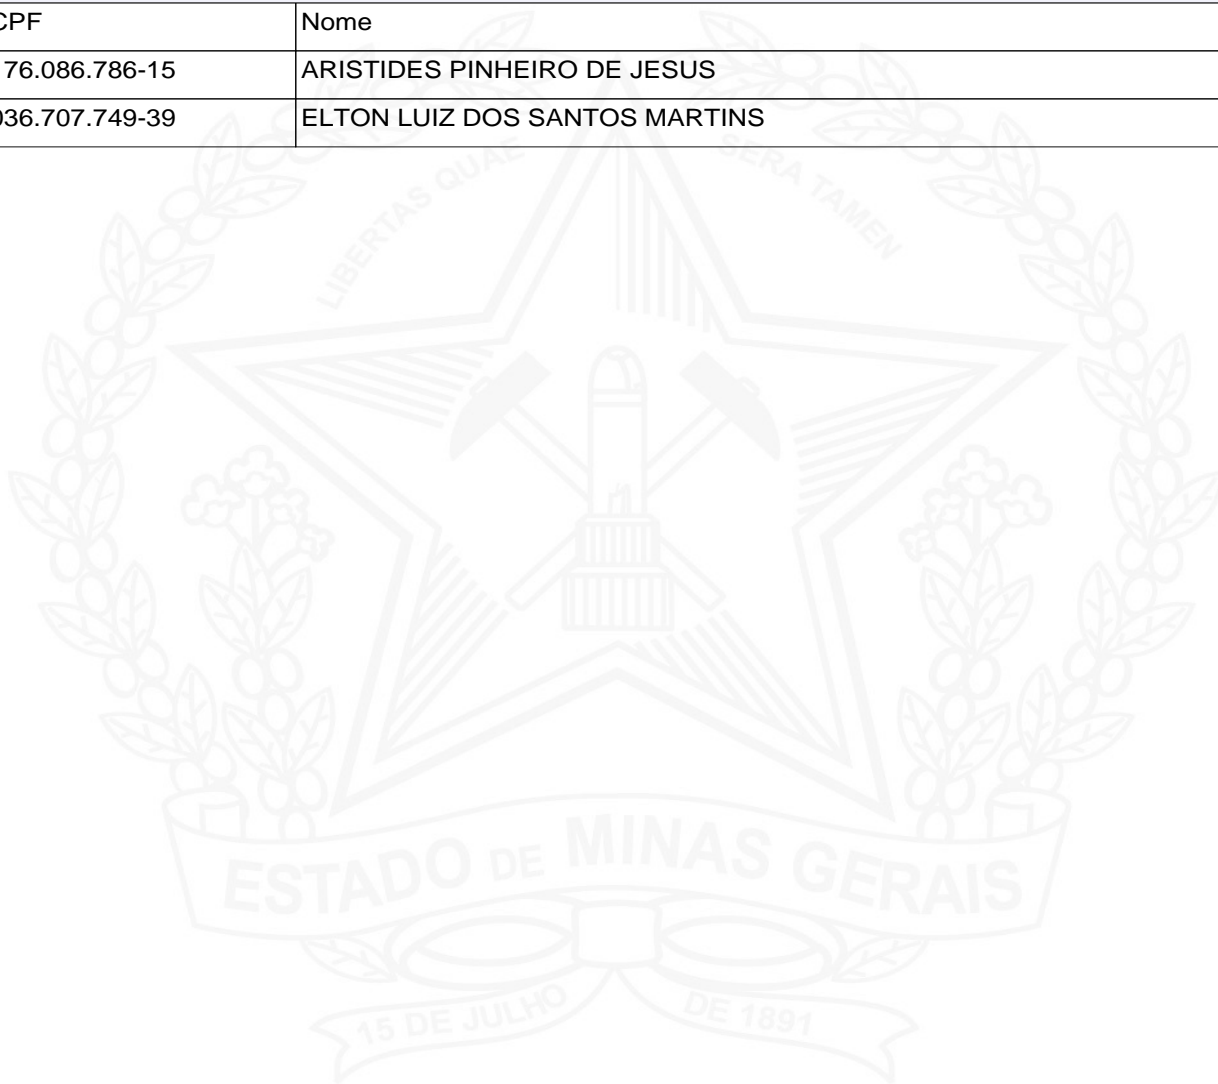 CPF Nome
76.086.786-15 ARISTIDES PINHEIRO DE JESUS
036.707.749-39 ELTON LUIZ DOS SANTOS MARTINS
LIBERTAS QUAE SERA TAMEN
ESTADO DE MINAS GERAIS
15 DE JULHO DE 1891